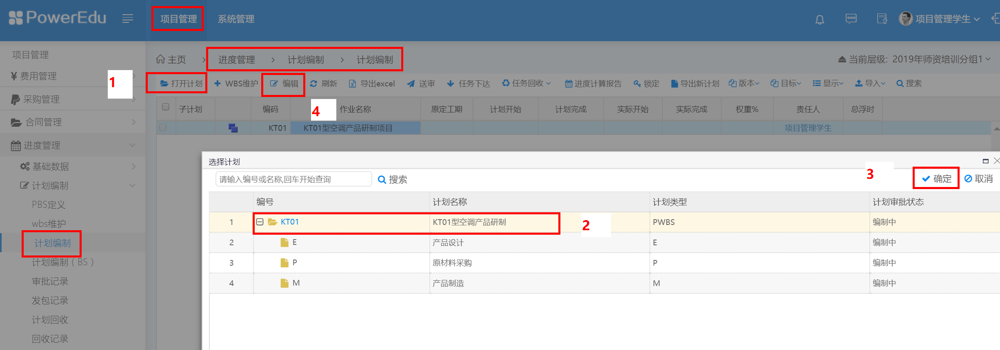 PowerEdu
项目管理 系统管理
项目管理学生
项目管理
费用管理
采购管理
合同管理
进度管理
基础数据
计划编制
PBS定义
wbs维护
计划编制
计划编制（BS）
审批记录
发包记录
计划回收
回收记录
主页 > 进度管理 > 计划编制 > 计划编制
当前层级: 2019年师资培训分组1
1
打开计划 WBS维护 编辑 刷新 导出excel 送审 任务下达 任务回收 进度计算报告 锁定 导出新计划 版本 目标 显示 导入 搜索
4
子计划 编码 作业名称 原定工期 计划开始 计划完成 实际开始 实际完成 权重% 责任人 总浮时
KT01 KT01型空调产品研制项目 项目管理学生
选择计划
请输入编号或名称,回车开始查询 搜索
3
确定 取消
编号 计划名称 计划类型 计划审批状态
1 KT01 KT01型空调产品研制 PWBS 编制中
2
2 E 产品设计 E 编制中
3 P 原材料采购 P 编制中
4 M 产品制造 M 编制中